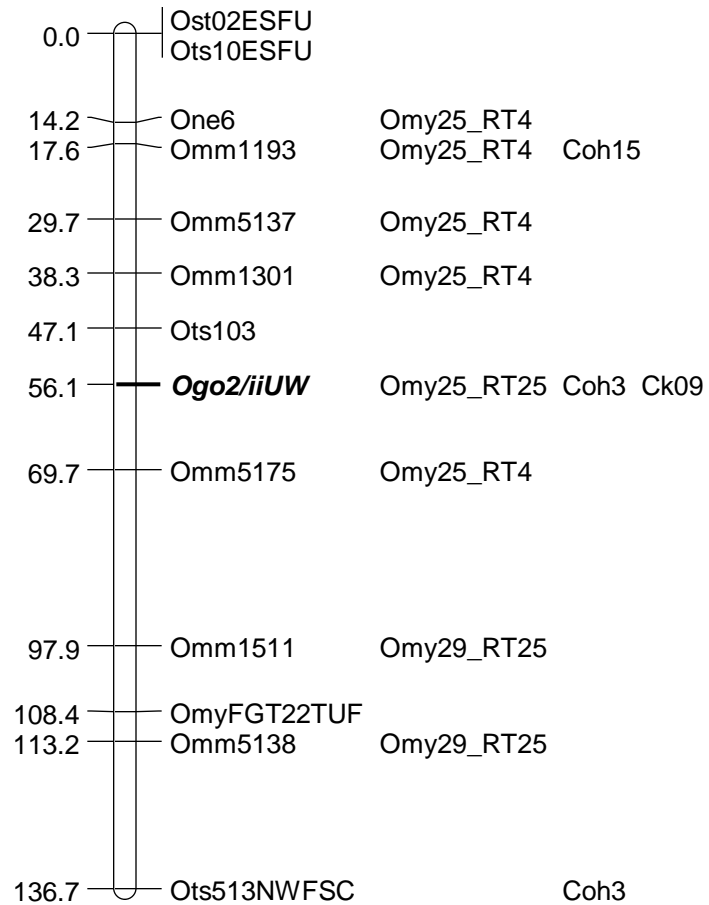 0.0 Ost02ESFU
Ots10ESFU
14.2 One6 Omy25_RT4
17.6 Omm1193 Omy25_RT4 Coh15
29.7 Omm5137 Omy25_RT4
38.3 Omm1301 Omy25_RT4
47.1 Ots103
56.1 Ogo2/iiUW Omy25_RT25 Coh3 Ck09
69.7 Omm5175 Omy25_RT4
97.9 Omm1511 Omy29_RT25
108.4 OmyFGT22TUF
113.2 Omm5138 Omy29_RT25
136.7 Ots513NWFSC Coh3